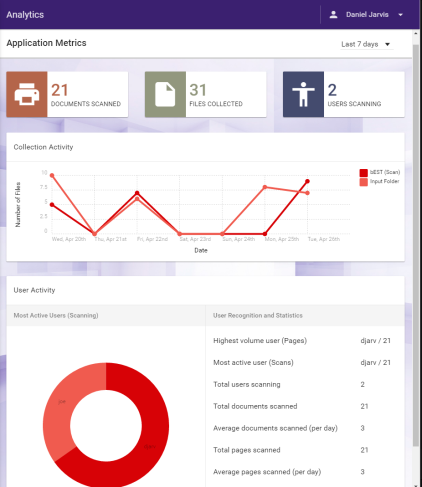 Analytics
Daniel Jarvis
Application Metrics
Last 7 days
21
DOCUMENTS SCANNED
31
FILES COLLECTED
2
USERS SCANNING
Collection Activity
Number of Files
10
7.5
5
2.5
0
Wed, Apr 20th
Thu, Apr 21st
Fri, Apr 22nd
Sat, Apr 23rd
Sun, Apr 24th
Mon, Apr 25th
Tue, Apr 26th
Date
bEST (Scan)
Input Folder
User Activity
Most Active Users (Scanning)
User Recognition and Statistics
Highest volume user (Pages) djarv / 21
Most active user (Scans) djarv / 21
Total users scanning 2
Total documents scanned 21
Average documents scanned (per day) 3
Total pages scanned 21
Average pages scanned (per day) 3